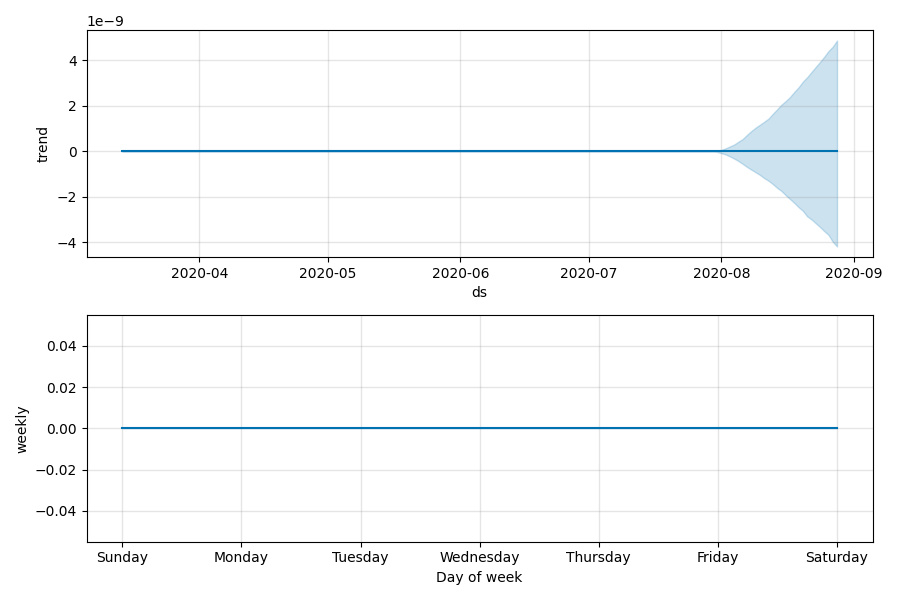 1e−9
4
2
0
−2
−4
trend
2020-04 2020-05 2020-06 2020-07 2020-08 2020-09
ds
0.04
0.02
0.00
−0.02
−0.04
weekly
Sunday Monday Tuesday Wednesday Thursday Friday Saturday
Day of week